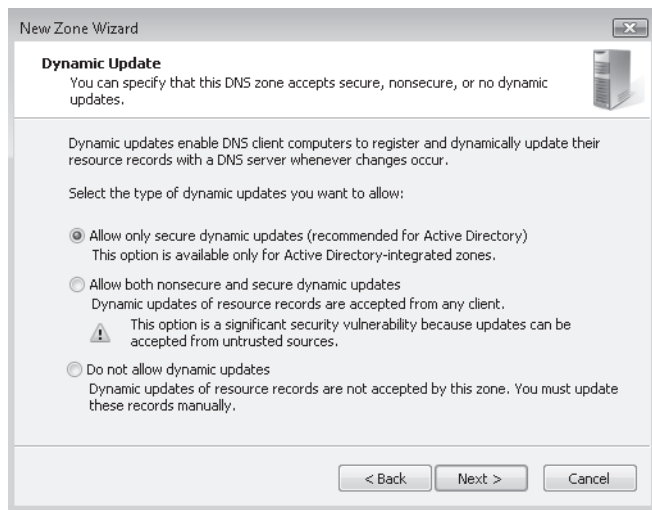 New Zone Wizard
Dynamic Update
You can specify that this DNS zone accepts secure, nonsecure, or no dynamic
updates.
Dynamic updates enable DNS client computers to register and dynamically update their
resource records with a DNS server whenever changes occur.
Select the type of dynamic updates you want to allow:
Allow only secure dynamic updates (recommended for Active Directory)
This option is available only for Active Directory-integrated zones.
Allow both nonsecure and secure dynamic updates
Dynamic updates of resource records are accepted from any client.
This option is a significant security vulnerability because updates can be
accepted from untrusted sources.
Do not allow dynamic updates
Dynamic updates of resource records are not accepted by this zone. You must update
these records manually.
< Back Next > Cancel